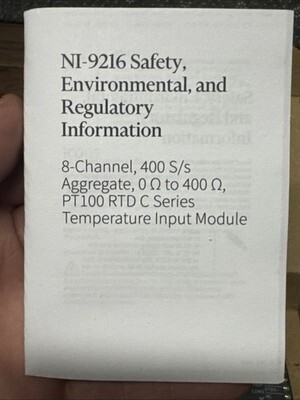 NI-9216 Safety,
Environmental, and
Regulatory
Information
8-Channel, 400 S/s
Aggregate, 0 Ω to 400 Ω,
PT100 RTD C Series
Temperature Input Module